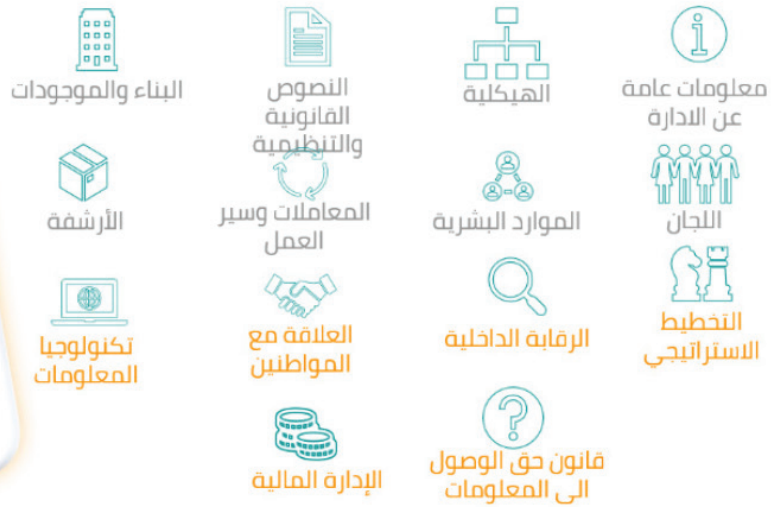 معلومات عامة
عن الادارة
الهيكلية
النصوص
القانونية
والتنظيمية
البناء والموجودات
اللجان
الموارد البشرية
المعاملات وسير
العمل
الأرشفة
التخطيط
الاستراتيجي
الرقابة الداخلية
العلاقة مع
المواطنين
تكنولوجيا
المعلومات
قانون حق الوصول
الى المعلومات
الإدارة المالية